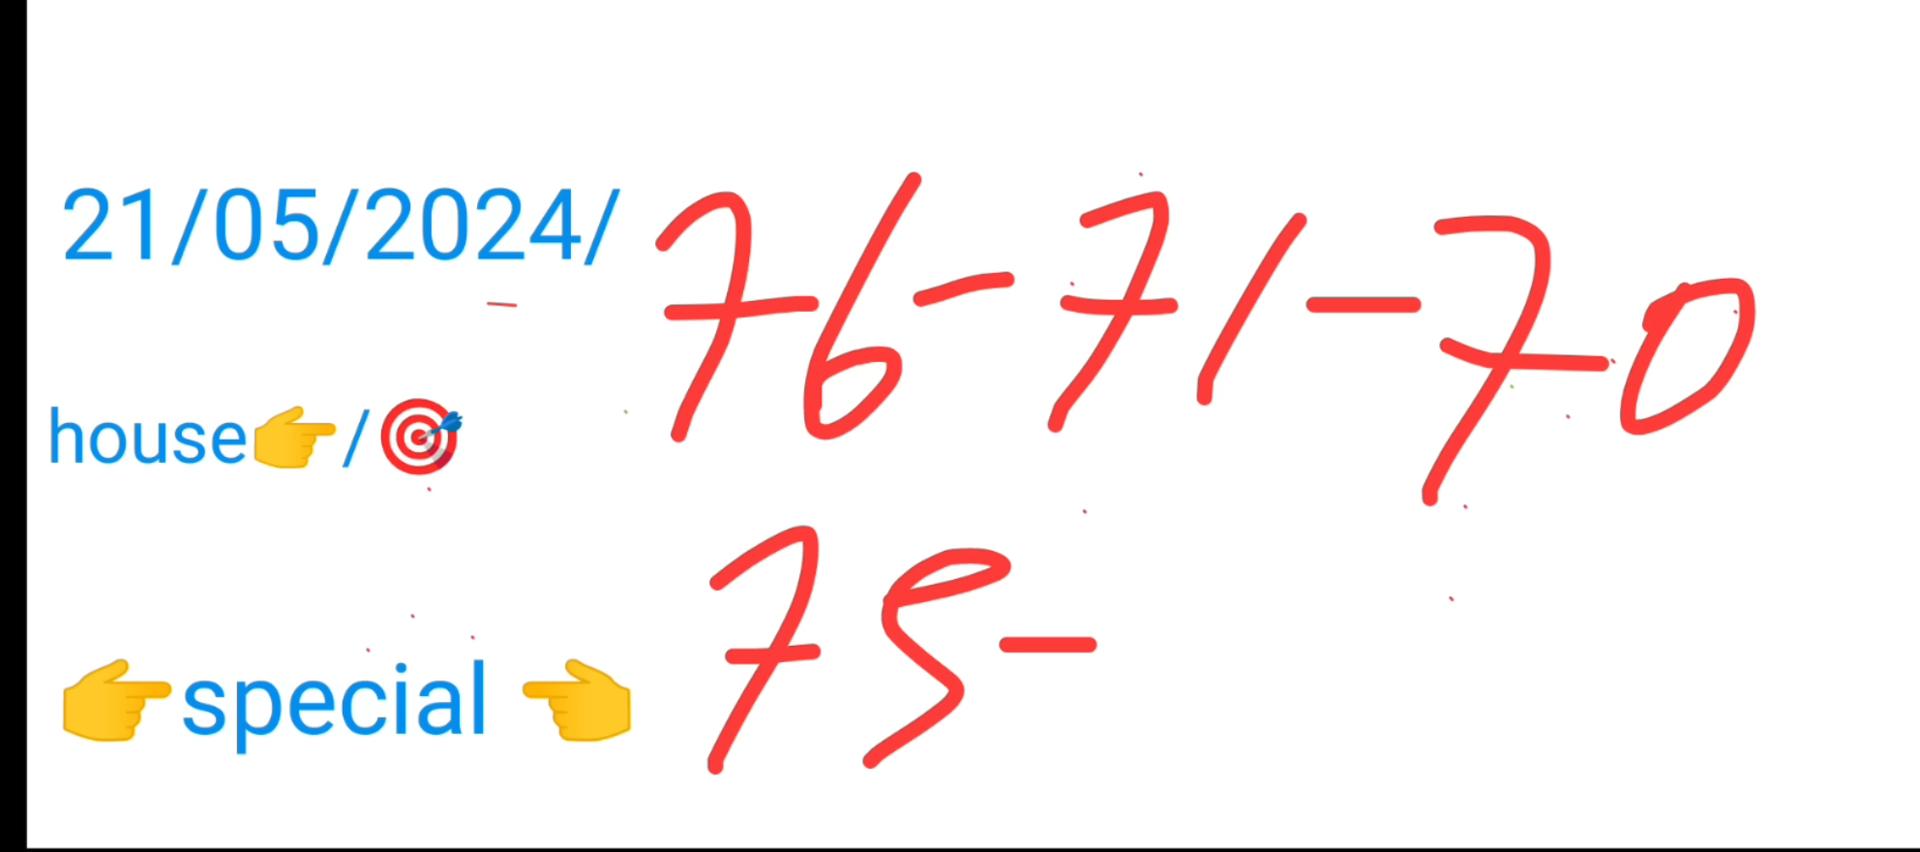 21/05/2024/ 76-71-70
house👉/🎯
👉special 👈 75-